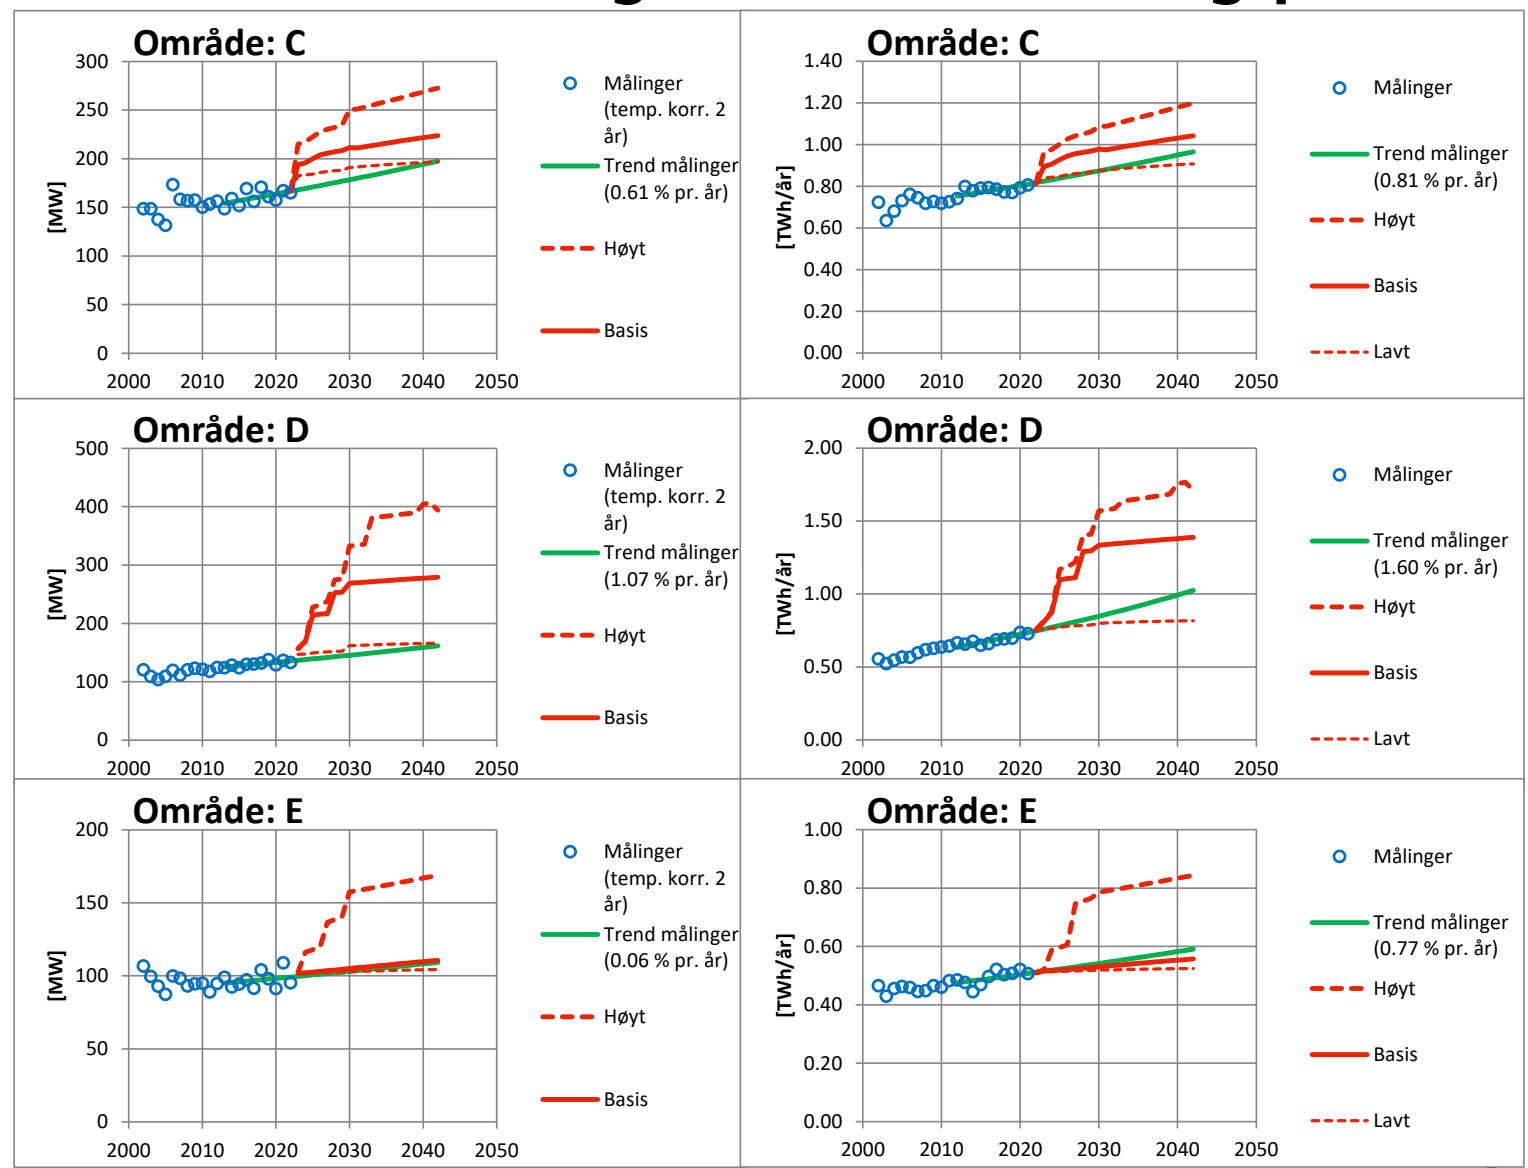 Område: C
300
250
200
150
100
50
0
[MW]
2000 2010 2020 2030 2040 2050
Målinger
(temp. korr. 2
år)
Trend målinger
(0.61 % pr. år)
Høyt
Basis
Område: C
1.40
1.20
1.00
0.80
0.60
0.40
0.20
0.00
[TWh/år]
2000 2010 2020 2030 2040 2050
Målinger
Trend målinger
(0.81 % pr. år)
Høyt
Basis
Lavt
Område: D
500
400
300
200
100
0
[MW]
2000 2010 2020 2030 2040 2050
Målinger
(temp. korr. 2
år)
Trend målinger
(1.07 % pr. år)
Høyt
Basis
Område: D
2.00
1.50
1.00
0.50
0.00
[TWh/år]
2000 2010 2020 2030 2040 2050
Målinger
Trend målinger
(1.60 % pr. år)
Høyt
Basis
Lavt
Område: E
200
150
100
50
0
[MW]
2000 2010 2020 2030 2040 2050
Målinger
(temp. korr. 2
år)
Trend målinger
(0.06 % pr. år)
Høyt
Basis
Område: E
1.00
0.80
0.60
0.40
0.20
0.00
[TWh/år]
2000 2010 2020 2030 2040 2050
Målinger
Trend målinger
(0.77 % pr. år)
Høyt
Basis
Lavt